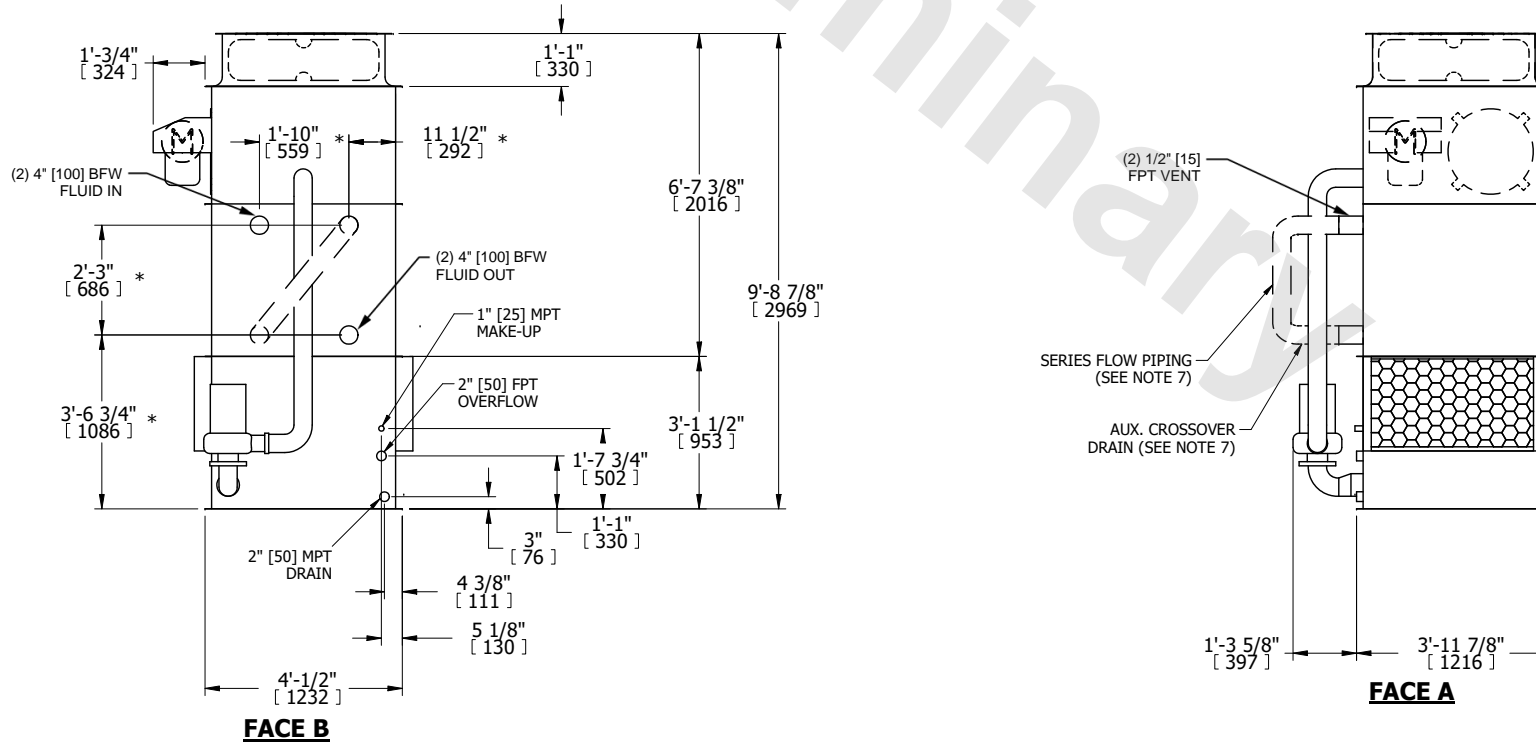 1'-3/4"
[ 324 ]
1'-1"
[ 330 ]
M
1'-10" *
[ 559 ]
11 1/2" *
[ 292 ]
(2) 4" [100] BFW
FLUID IN
6'-7 3/8"
[ 2016 ]
2'-3" *
[ 686 ]
(2) 4" [100] BFW
FLUID OUT
9'-8 7/8"
[ 2969 ]
1" [25] MPT
MAKE-UP
2" [50] FPT
OVERFLOW
3'-6 3/4" *
[ 1086 ]
3'-1 1/2"
[ 953 ]
1'-7 3/4"
[ 502 ]
1'-1"
[ 330 ]
3"
[ 76 ]
2" [50] MPT
DRAIN
4 3/8"
[ 111 ]
5 1/8"
[ 130 ]
4'-1/2"
[ 1232 ]
FACE B
M
(2) 1/2" [15]
FPT VENT
SERIES FLOW PIPING
(SEE NOTE 7)
AUX. CROSSOVER
DRAIN (SEE NOTE 7)
1'-3 5/8"
[ 397 ]
3'-11 7/8"
[ 1216 ]
FACE A
minary